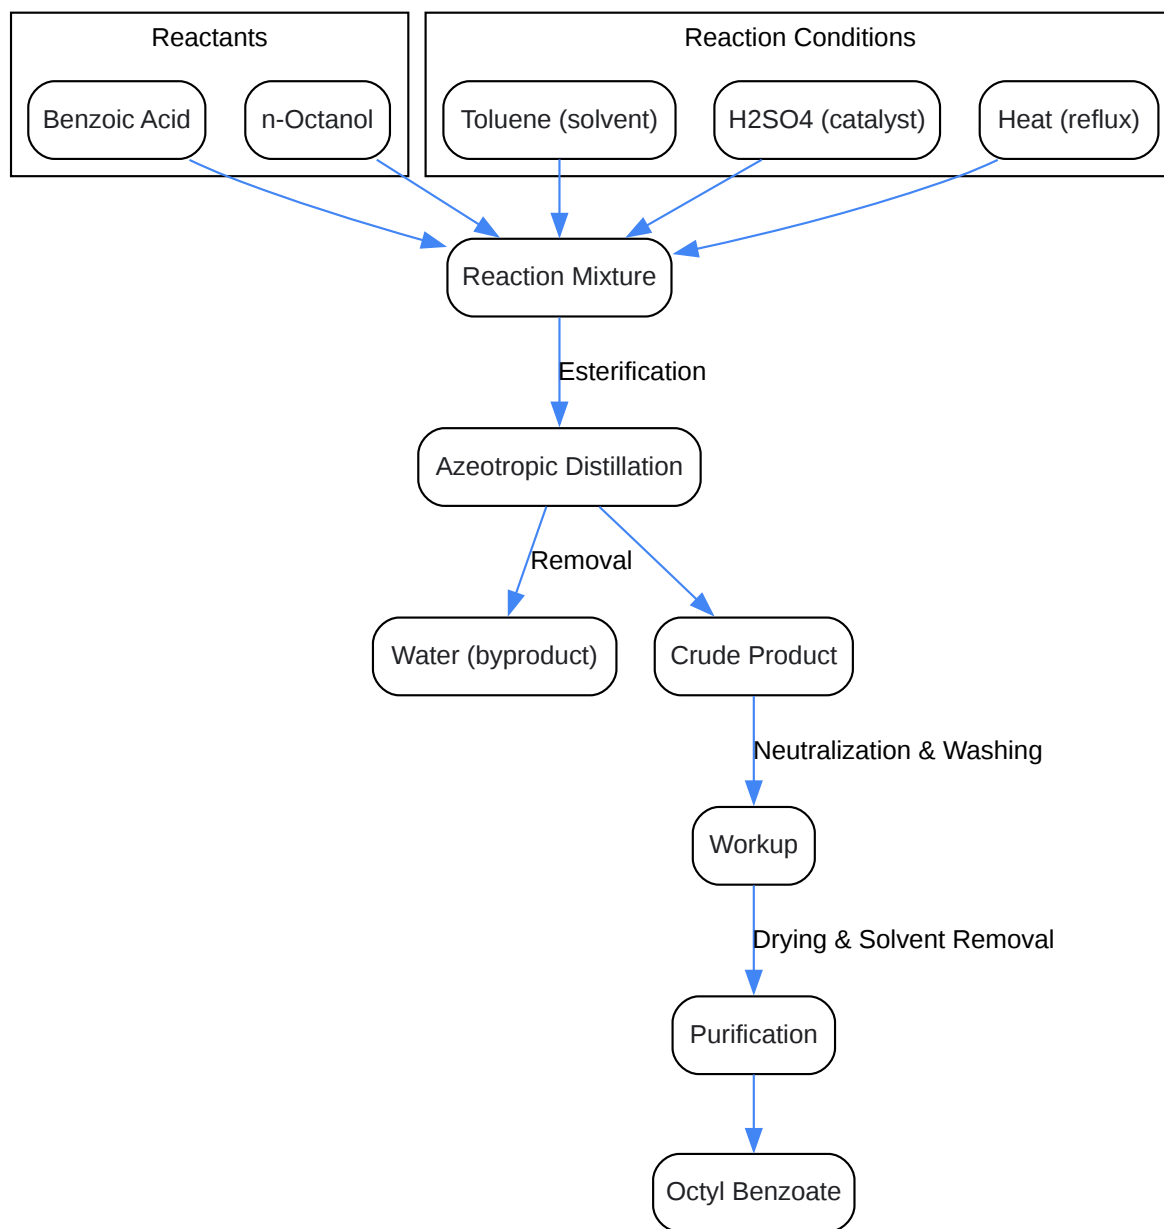 Reactants
Reaction Conditions
Benzoic Acid
n-Octanol
Toluene (solvent)
H2SO4 (catalyst)
Heat (reflux)
Reaction Mixture
Esterification
Azeotropic Distillation
Removal
Water (byproduct)
Crude Product
Neutralization & Washing
Workup
Drying & Solvent Removal
Purification
Octyl Benzoate